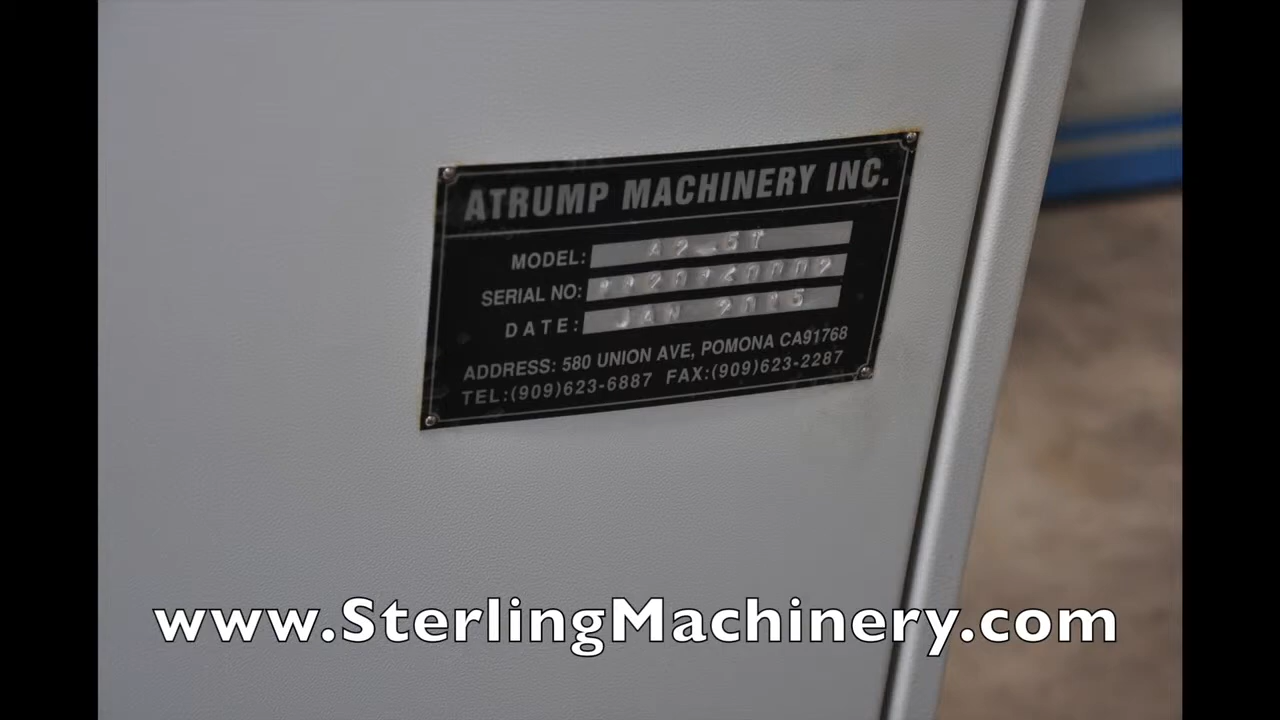 ATRUMP MACHINERY INC.
MODEL:
SERIAL NO:
DATE: JAN
ADDRESS: 580 UNION AVE, POMONA CA91768
TEL:(909)623-6887 FAX:(909)623-2287
www.SterlingMachinery.com